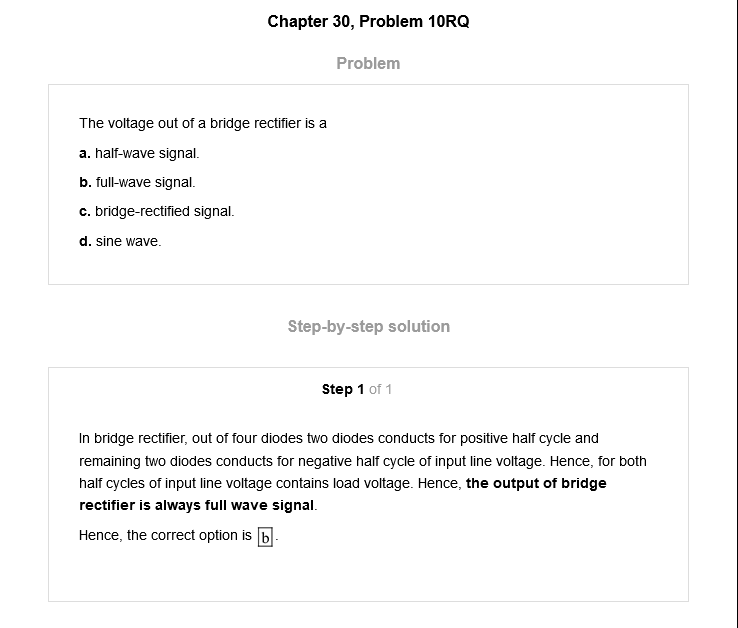 Chapter 30, Problem 10RQ
Problem
The voltage out of a bridge rectifier is a
a. half-wave signal.
b. full-wave signal.
c. bridge-rectified signal.
d. sine wave.
Step-by-step solution
Step 1 of 1
In bridge rectifier, out of four diodes two diodes conducts for positive half cycle and
remaining two diodes conducts for negative half cycle of input line voltage. Hence, for both
half cycles of input line voltage contains load voltage. Hence, the output of bridge
rectifier is always full wave signal.
Hence, the correct option is b.